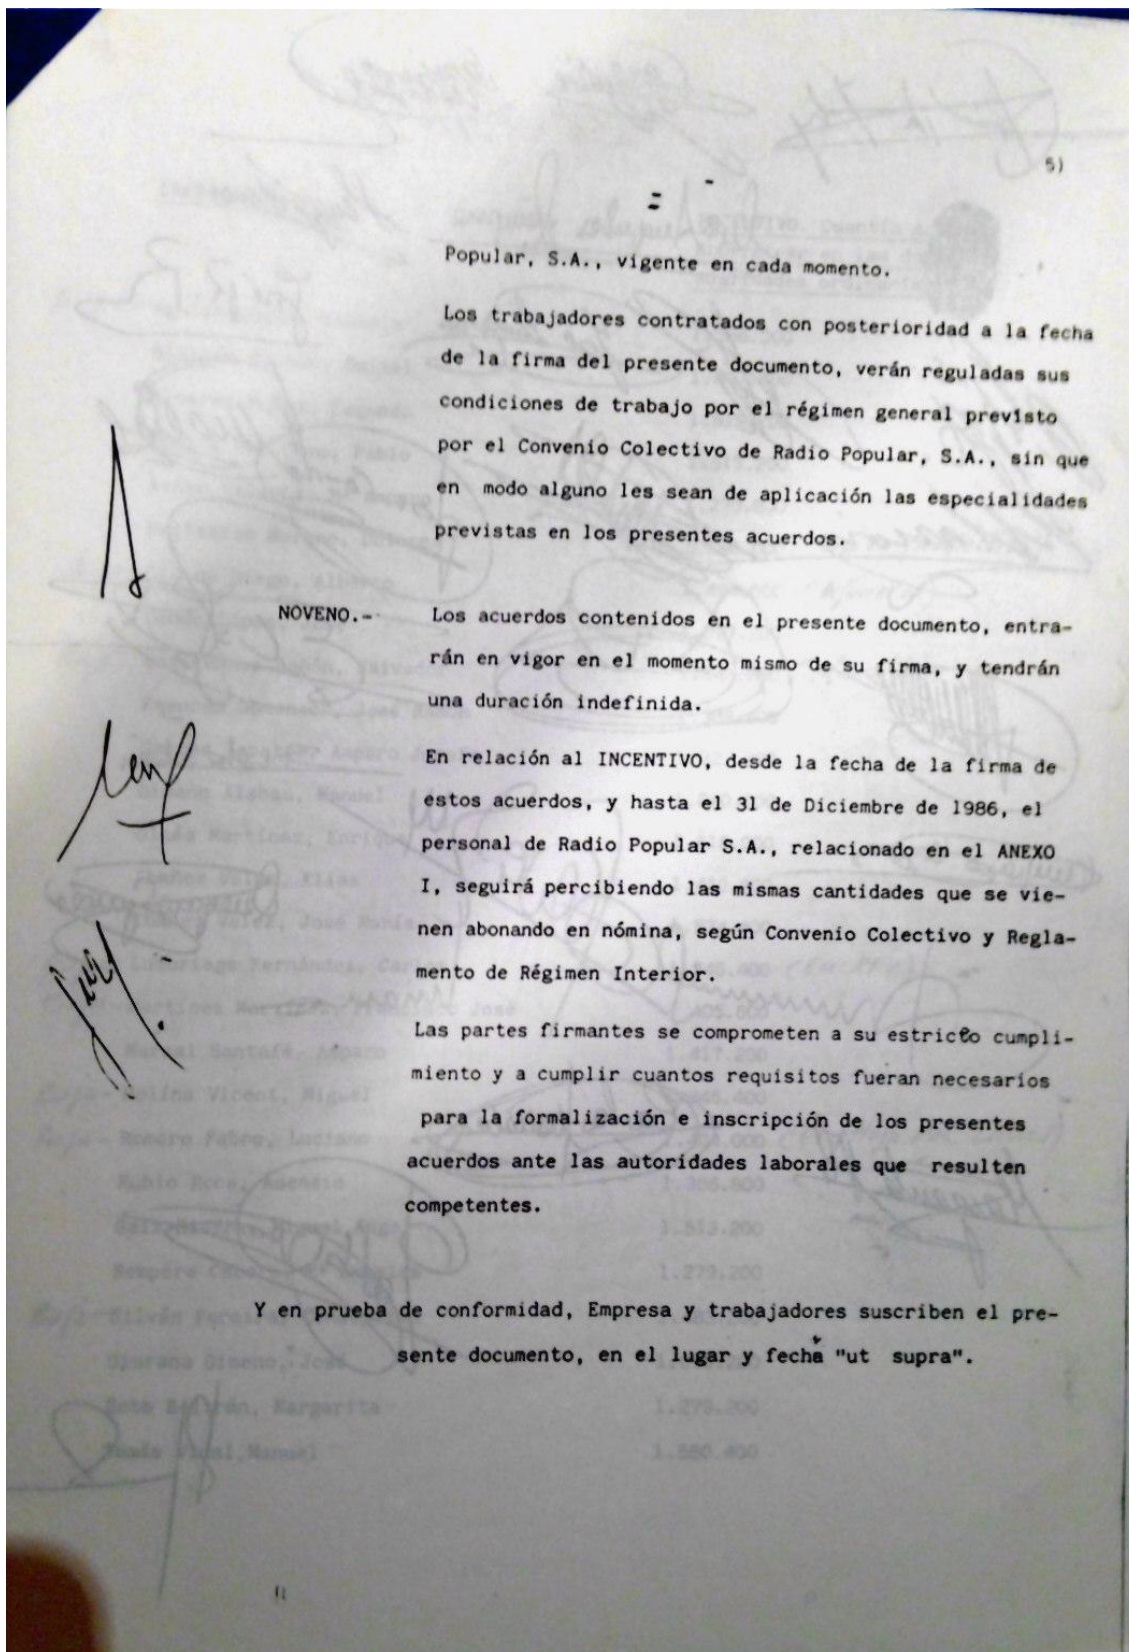 5)
Popular, S.A., vigente en cada momento.
Los trabajadores contratados con posterioridad a la fecha
de la firma del presente documento, verán reguladas sus
condiciones de trabajo por el régimen general previsto
por el Convenio Colectivo de Radio Popular, S.A., sin que
en modo alguno les sean de aplicación las especialidades
previstas en los presentes acuerdos.
NOVENO.- Los acuerdos contenidos en el presente documento, entra-
rán en vigor en el momento mismo de su firma, y tendrán
una duración indefinida.
En relación al INCENTIVO, desde la fecha de la firma de
estos acuerdos, y hasta el 31 de Diciembre de 1986, el
personal de Radio Popular S.A., relacionado en el ANEXO
I, seguirá percibiendo las mismas cantidades que se vie-
nen abonando en nómina, según Convenio Colectivo y Regla-
mento de Régimen Interior.
Las partes firmantes se comprometen a su estricto cumpli-
miento y a cumplir cuantos requisitos fueran necesarios
para la formalización e inscripción de los presentes
acuerdos ante las autoridades laborales que resulten
competentes.
Y en prueba de conformidad, Empresa y trabajadores suscriben el pre-
sente documento, en el lugar y fecha "ut supra".